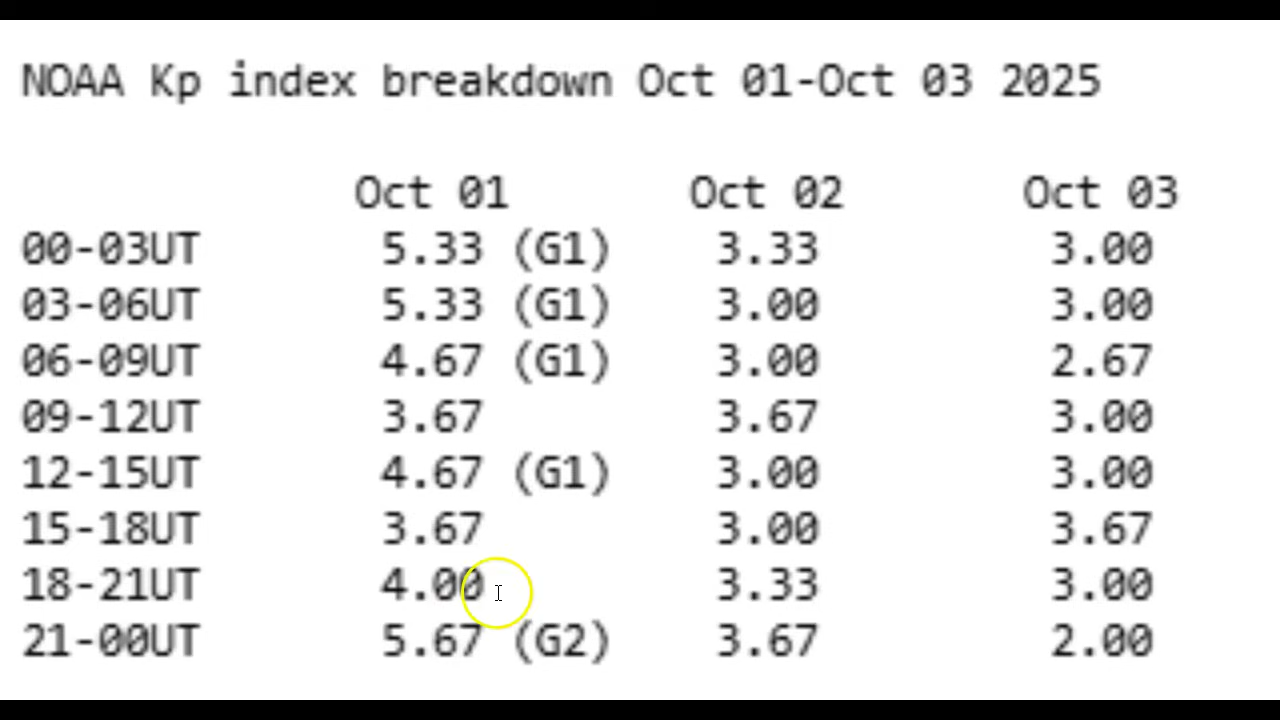 NOAA Kp index breakdown Oct 01-Oct 03 2025
Oct 01 Oct 02 Oct 03
00-03UT 5.33 (G1) 3.33 3.00
03-06UT 5.33 (G1) 3.00 3.00
06-09UT 4.67 (G1) 3.00 2.67
09-12UT 3.67 3.67 3.00
12-15UT 4.67 (G1) 3.00 3.00
15-18UT 3.67 3.00 3.67
18-21UT 4.00 3.33 3.00
21-00UT 5.67 (G2) 3.67 2.00